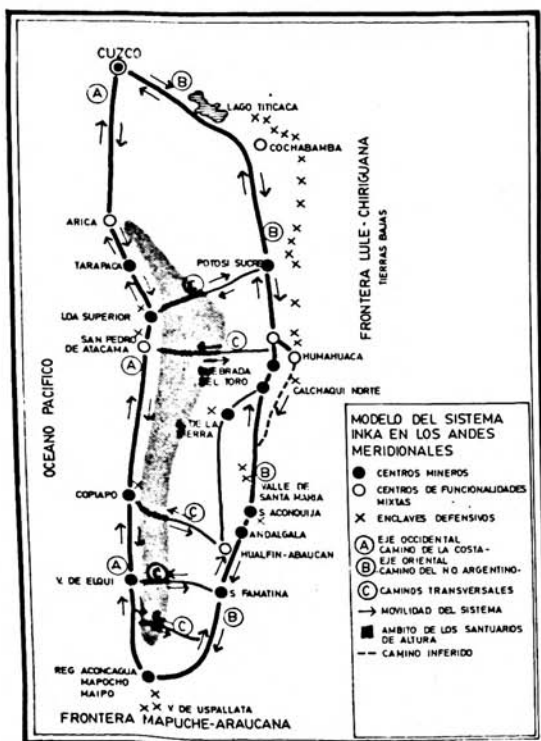 CUZCO
A
B
LAGO TITICACA
COCHABAMBA
FRONTERA LULE-CHIRIGUANA
TIERRAS BAJAS
ARICA
B
TARAPACA
POTOSI SUCRE
C
LOA SUPERIOR
SAN PEDRO
DE ATACAMA
C
A
HUMAHUACA
QUEBRADA
DEL TORO
CALCHAQUI NORTE
OCEANO PACIFICO
DE LA
B
VALLE DE
SANTA MARIA
COPIAPO
C
S ACONQUIJA
ANDALGALA
HUALFIN-ABAUCAN
A
C
V. DE ELQUI
S FAMATINA
C
B
REG ACONCAGUA
MAPOCHO
MAIPO
V. DE USPALLATA
FRONTERA MAPUCHE-ARAUCANA
MODELO DEL SISTEMA
INKA EN LOS ANDES
MERIDIONALES
CENTROS MINEROS
CENTROS DE FUNCIONALIDADES
MIXTAS
ENCLAVES DEFENSIVOS
A EJE OCCIDENTAL
CAMINO DE LA COSTA-
B EJE ORIENTAL
CAMINO DEL NO ARGENTINO-
C CAMINOS TRANSVERSALES
MOVILIDAD DEL SISTEMA
AMBITO DE LOS SANTUARIOS
DE ALTURA
CAMINO INFERIDO